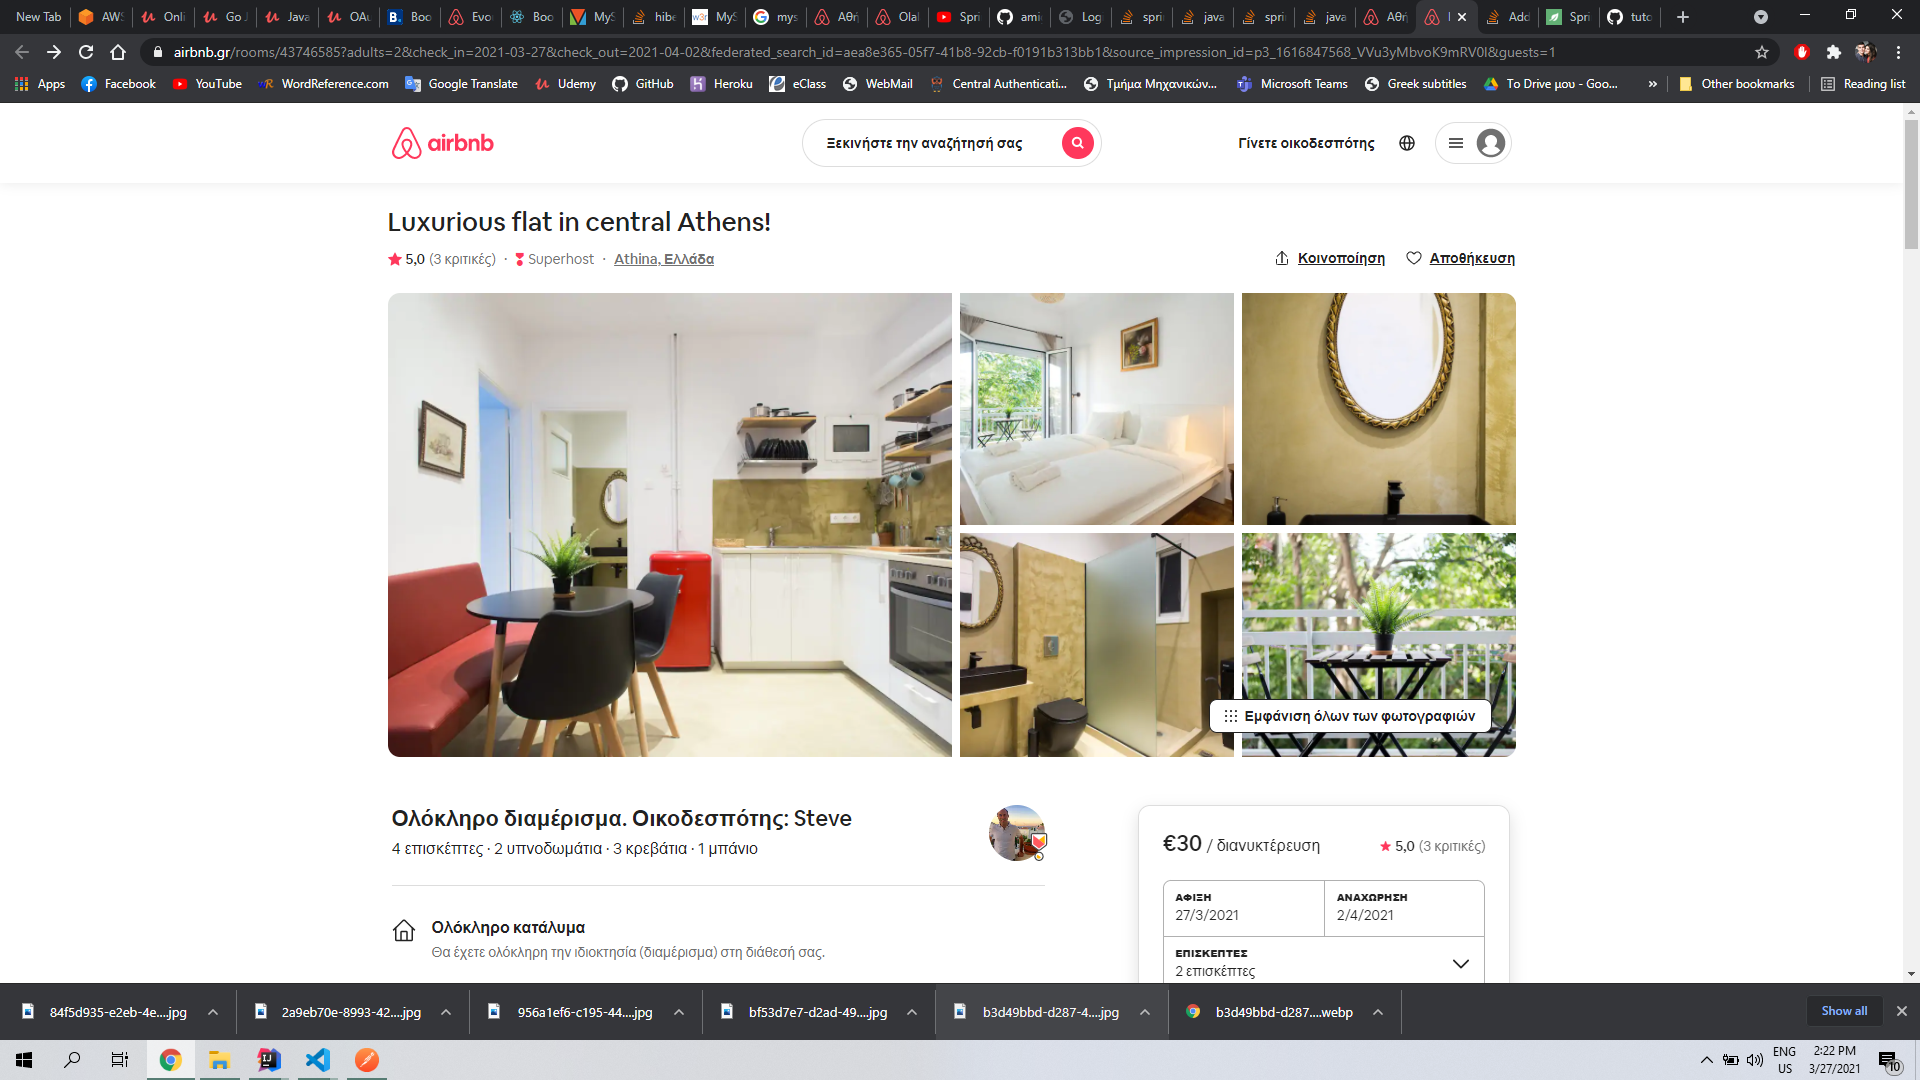 New Tab
AWS
Onli
Go J
Java
OAu
Boo
Evo
Boo
MyS
hibe
MyS
mys
Αθή
Ola
Spri
ami
Log
spri
java
spri
java
Αθή
Add
Spri
tuto
airbnb.gr/rooms/43746585?adults=2&check_in=2021-03-27&check_out=2021-04-02&federated_search_id=aea8e365-05f7-41b8-92cb-f0191b313bb1&source_impression_id=p3_1616847568_VVu3yMbvoK9mRV0I&guests=1
Apps Facebook YouTube WordReference.com Google Translate Udemy GitHub Heroku eClass WebMail Central Authenticati... Τμήμα Μηχανικών... Microsoft Teams Greek subtitles Το Drive μου - Goo... » Other bookmarks Reading list
airbnb
Ξεκινήστε την αναζήτησή σας
Γίνετε οικοδεσπότης
Luxurious flat in central Athens!
5,0 (3 κριτικές) · Superhost · Athina, Ελλάδα
Κοινοποίηση Αποθήκευση
Εμφάνιση όλων των φωτογραφιών
Ολόκληρο διαμέρισμα. Οικοδεσπότης: Steve
4 επισκέπτες · 2 υπνοδωμάτια · 3 κρεβάτια · 1 μπάνιο
Ολόκληρο κατάλυμα
Θα έχετε ολόκληρη την ιδιοκτησία (διαμέρισμα) στη διάθεσή σας.
€30 / διανυκτέρευση
5,0 (3 κριτικές)
ΑΦΙΞΗ
27/3/2021
ΑΝΑΧΩΡΗΣΗ
2/4/2021
ΕΠΙΣΚΕΠΤΕΣ
2 επισκέπτες
84f5d935-e2eb-4e....jpg
2a9eb70e-8993-42....jpg
956a1ef6-c195-44....jpg
bf53d7e7-d2ad-49....jpg
b3d49bbd-d287-4....jpg
b3d49bbd-d287....webp
Show all
ENG
US
2:22 PM
3/27/2021
10